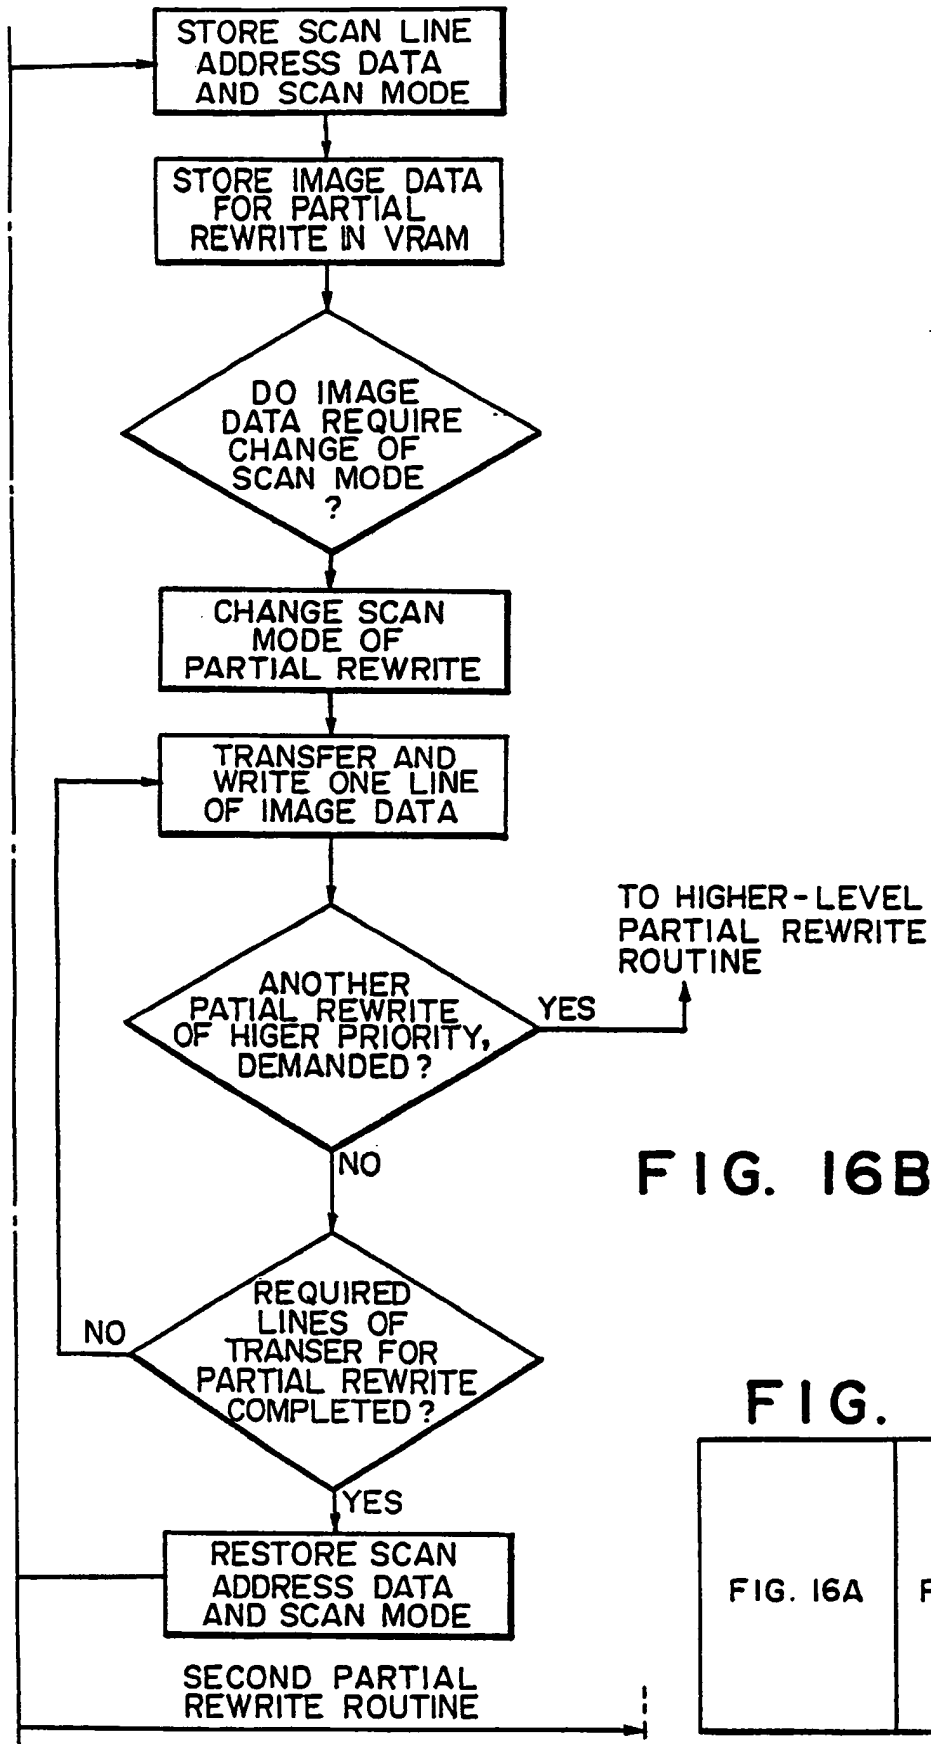 STORE SCAN LINE
ADDRESS DATA
AND SCAN MODE
STORE IMAGE DATA
FOR PARTIAL
REWRITE IN VRAM
DO IMAGE
DATA REQUIRE
CHANGE OF
SCAN MODE
?
CHANGE SCAN
MODE OF
PARTIAL REWRITE
TRANSFER AND
WRITE ONE LINE
OF IMAGE DATA
TO HIGHER-LEVEL
PARTIAL REWRITE
ROUTINE
ANOTHER
PATIAL REWRITE
OF HIGER PRIORITY,
DEMANDED?
YES
NO
FIG. 16B
REQUIRED
LINES OF
TRANSER FOR
PARTIAL REWRITE
COMPLETED?
NO
YES
RESTORE SCAN
ADDRESS DATA
AND SCAN MODE
SECOND PARTIAL
REWRITE ROUTINE
FIG.
FIG. 16A